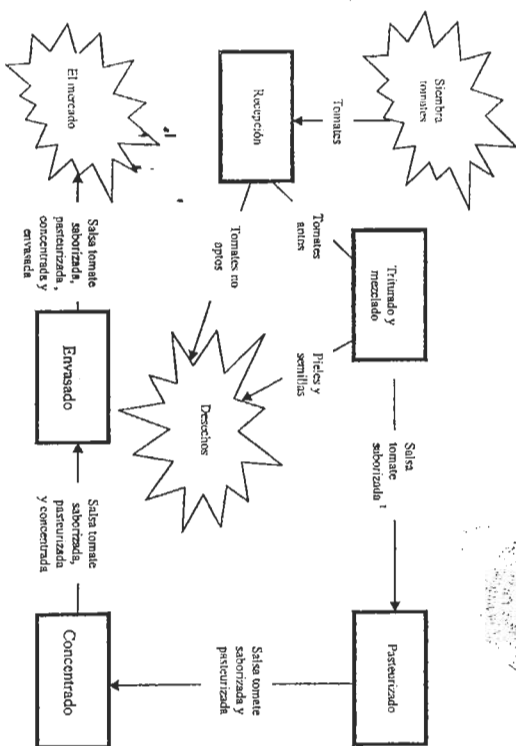 Siembra
tomates
Tomates
Recepción
Tomates
aptos
Triturado y
mezclado
Tomates no
aptos
Pieles y
semillas
Desechos
Salsa
tomate
saborizada
Pasteurizado
Salsa tomate
saborizada y
pasteurizada
Concentrado
Salsa tomate
saborizada,
pasteurizada
y concentrada
Envasado
Salsa tomate
saborizada,
pasteurizada,
concentrada y
envasada
El mercado